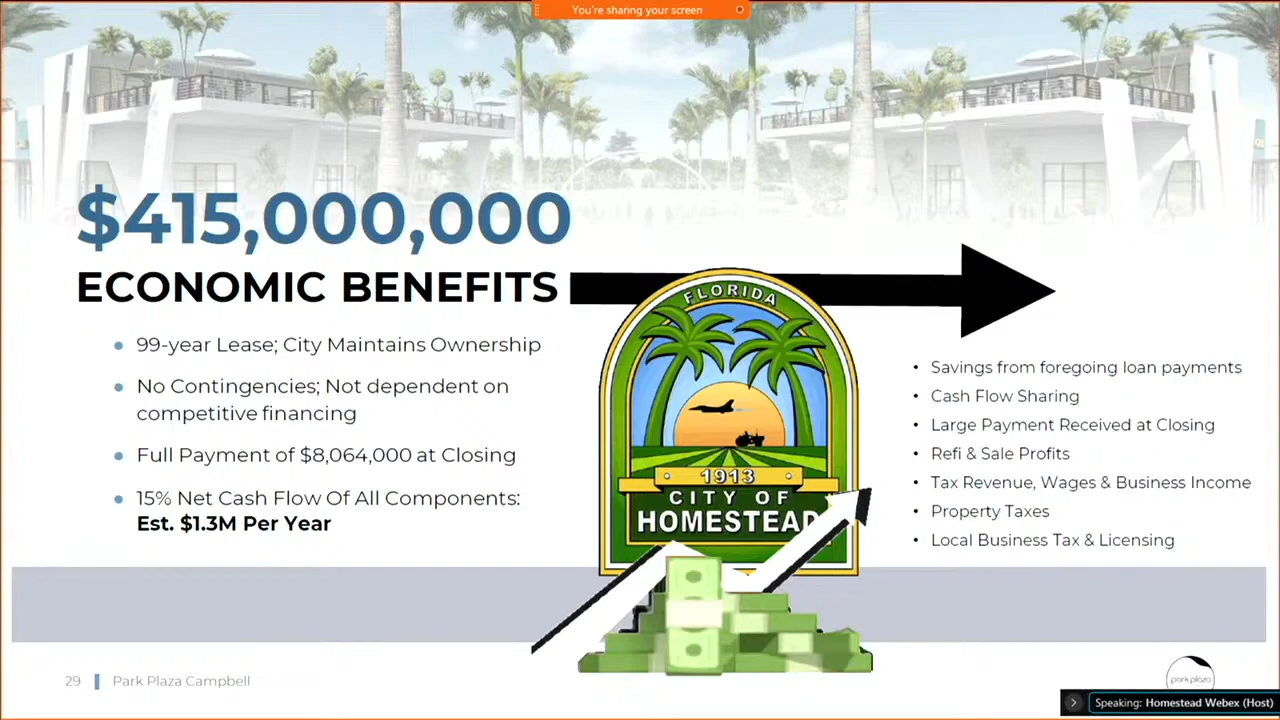 You're sharing your screen
$415,000,000
ECONOMIC BENEFITS
99-year Lease; City Maintains Ownership
No Contingencies; Not dependent on
competitive financing
Full Payment of $8,064,000 at Closing
15% Net Cash Flow Of All Components:
Est. $1.3M Per Year
FLORIDA
1913
CITY OF
HOMESTEAD
Savings from foregoing loan payments
Cash Flow Sharing
Large Payment Received at Closing
Refi & Sale Profits
Tax Revenue, Wages & Business Income
Property Taxes
Local Business Tax & Licensing
29 | Park Plaza Campbell
park plaza
Speaking: Homestead Webex (Host)